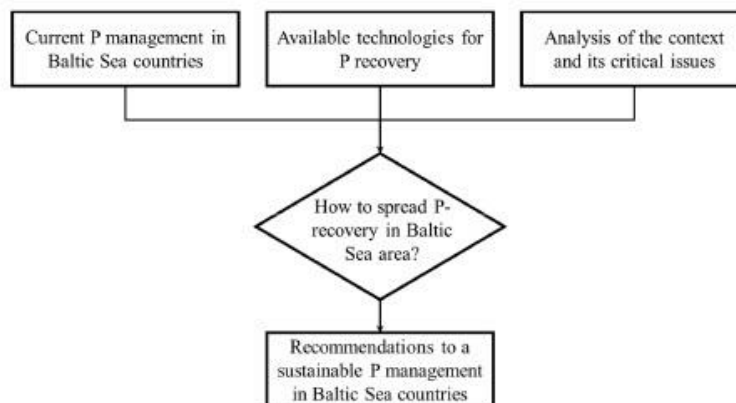 Current P management in
Baltic Sea countries
Available technologies for
P recovery
Analysis of the context
and its critical issues
How to spread P-
recovery in Baltic
Sea area?
Recommendations to a
sustainable P management
in Baltic Sea countries